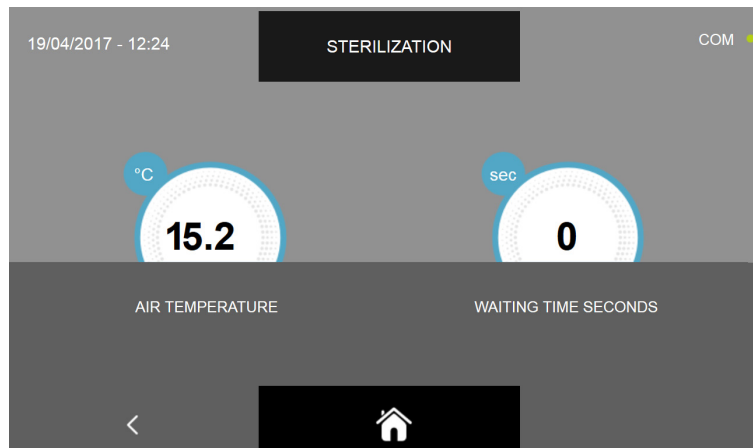 19/04/2017 - 12:24
STERILIZATION
COM
°C
sec
15.2
0
AIR TEMPERATURE
WAITING TIME SECONDS